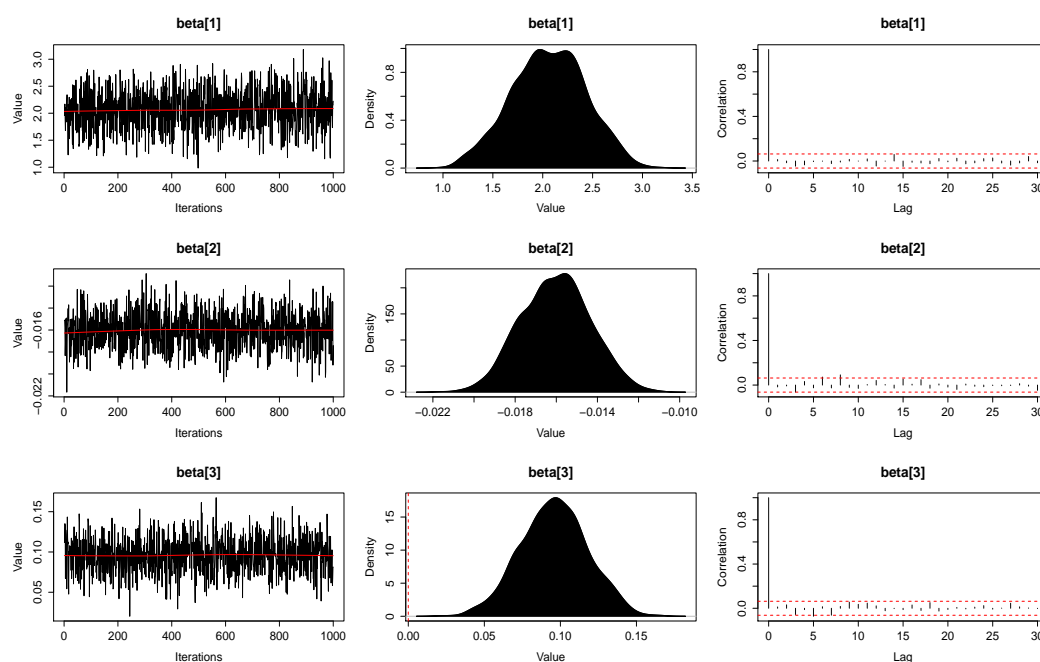 beta[1] beta[1] beta[1]
Value 1.0 1.5 2.0 2.5 3.0
0 200 400 600 800 1000
Iterations
Density 0.0 0.4 0.8
1.0 1.5 2.0 2.5 3.0 3.5
Value
Correlation 0.0 0.4 0.8
0 5 10 15 20 25 30
Lag
beta[2] beta[2] beta[2]
Value −0.022 −0.016
0 200 400 600 800 1000
Iterations
Density 0 50 150
−0.022 −0.018 −0.014 −0.010
Value
Correlation 0.0 0.4 0.8
0 5 10 15 20 25 30
Lag
beta[3] beta[3] beta[3]
Value 0.05 0.10 0.15
0 200 400 600 800 1000
Iterations
Density 0 5 10 15
0.00 0.05 0.10 0.15
Value
Correlation 0.0 0.4 0.8
0 5 10 15 20 25 30
Lag